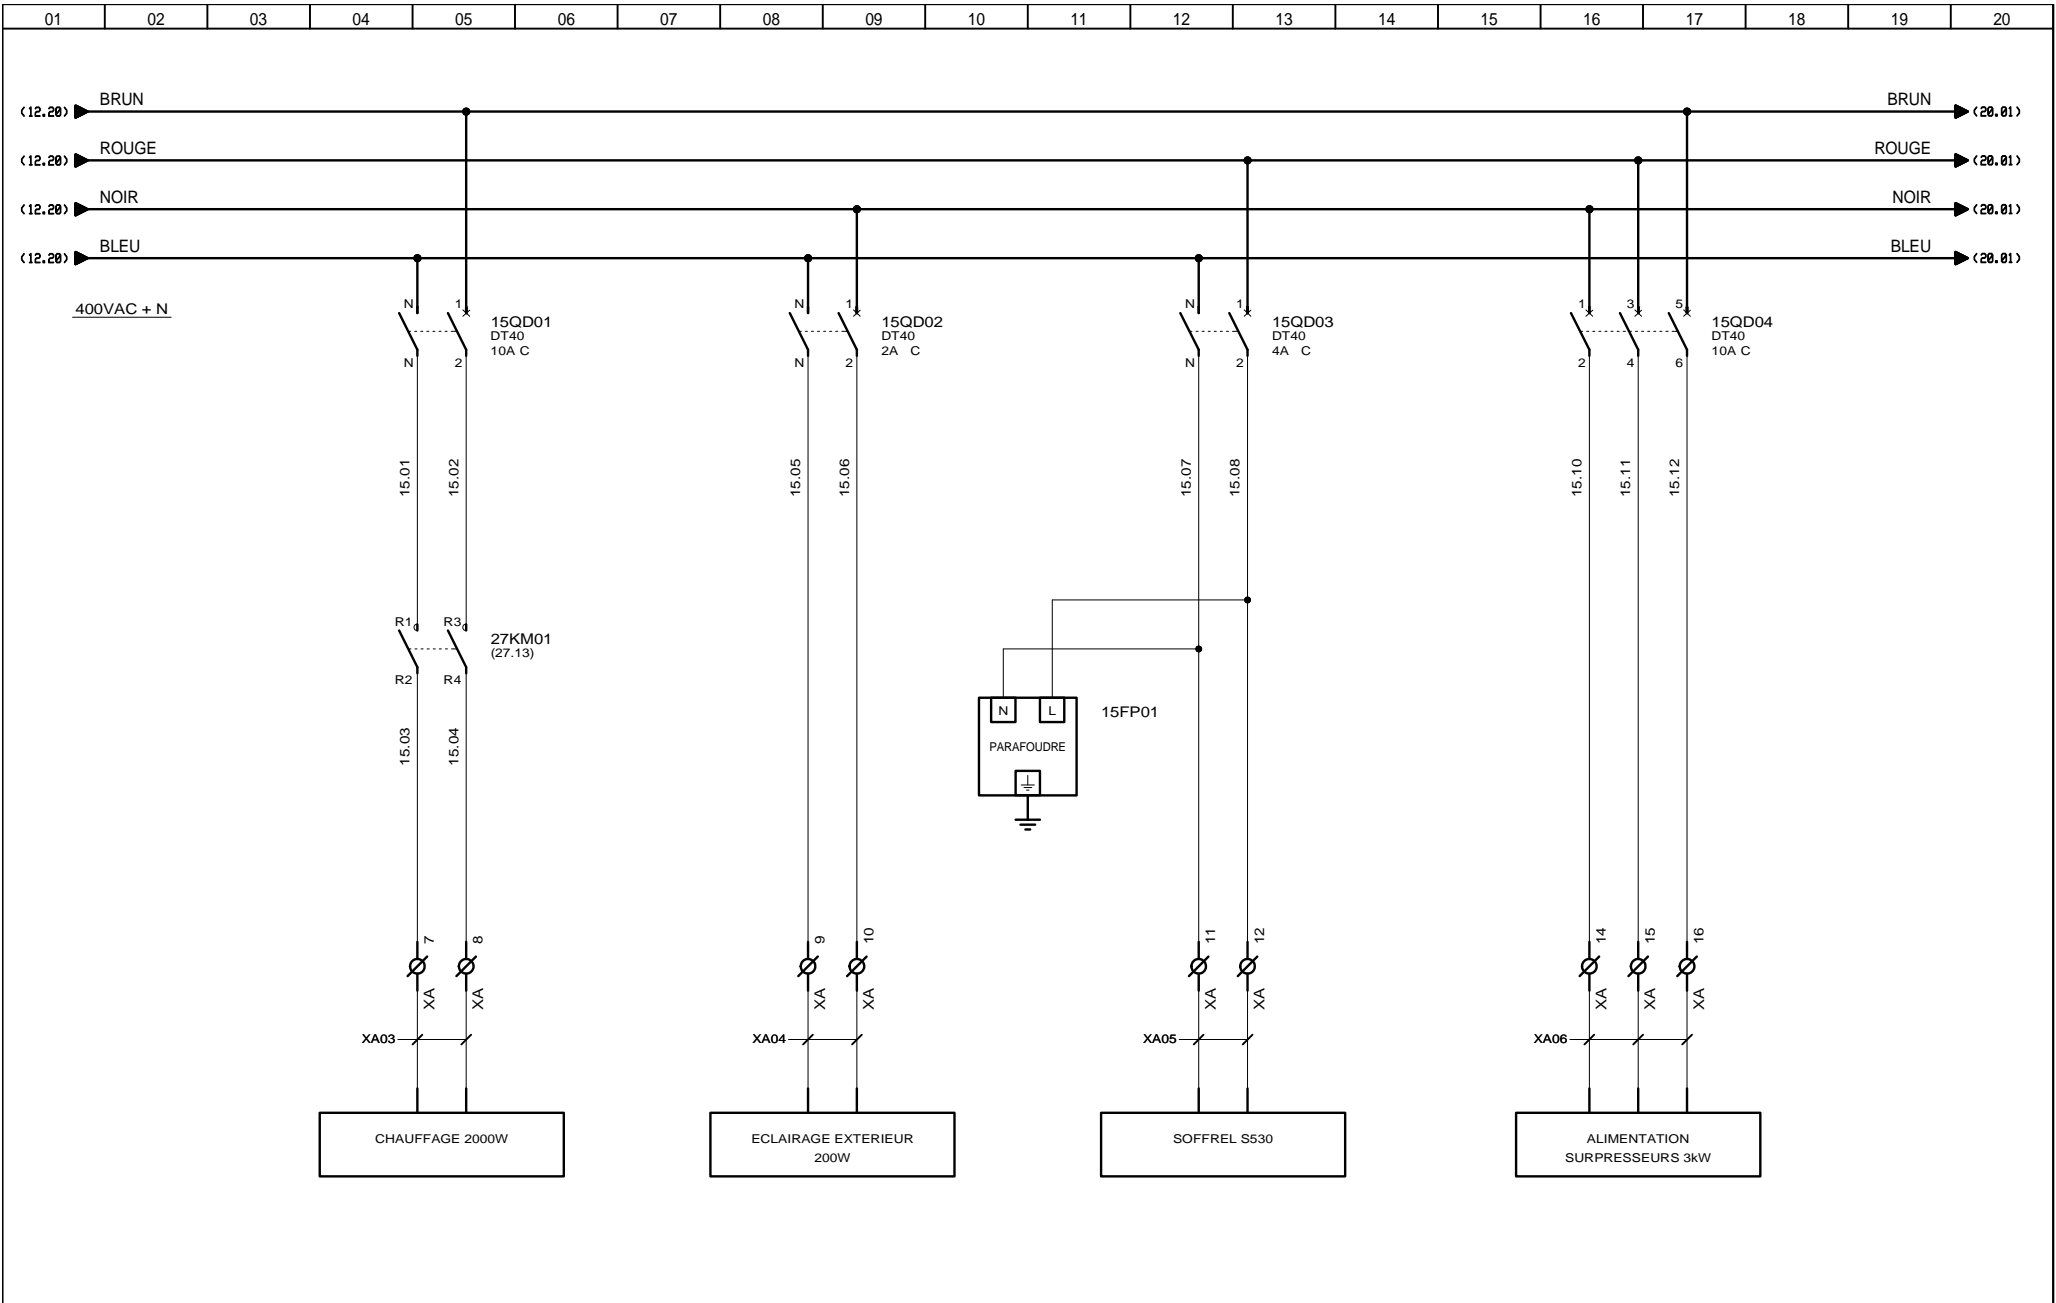 01 02 03 04 05 06 07 08 09 10 11 12 13 14 15 16 17 18 19 20
BRUN BRUN
(12.20) (20.01)
ROUGE ROUGE
(12.20) (20.01)
NOIR NOIR
(12.20) (20.01)
BLEU BLEU
(12.20) (20.01)
400VAC + N
N 1 N 1 N 1 1 3 5
15QD01 15QD02 15QD03 15QD04
DT40 DT40 DT40 DT40
10A C 2A C 4A C 10A C
N 2 N 2 N 2 2 4 6
15.01 15.02 15.05 15.06 15.07 15.08 15.10 15.11 15.12
R1 R3
27KM01
(27.13)
R2 R4
15.03 15.04
N L 15FP01
PARAFOUDRE
7 8 9 10 11 12 14 15 16
XA XA XA XA XA XA XA XA XA
XA03 XA04 XA05 XA06
CHAUFFAGE 2000W
ECLAIRAGE EXTERIEUR
200W
SOFFREL S530
ALIMENTATION
SURPRESSEURS 3kW